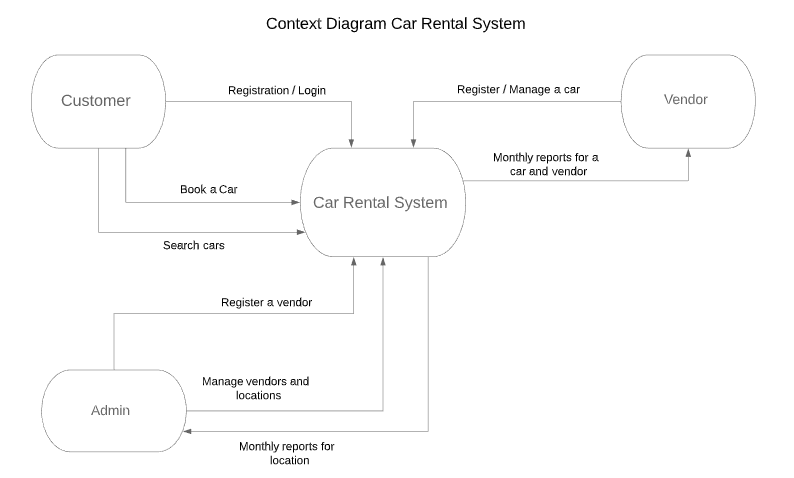 Context Diagram Car Rental System
Customer
Registration / Login
Register / Manage a car
Vendor
Monthly reports for a
car and vendor
Book a Car
Car Rental System
Search cars
Register a vendor
Manage vendors and
locations
Admin
Monthly reports for
location